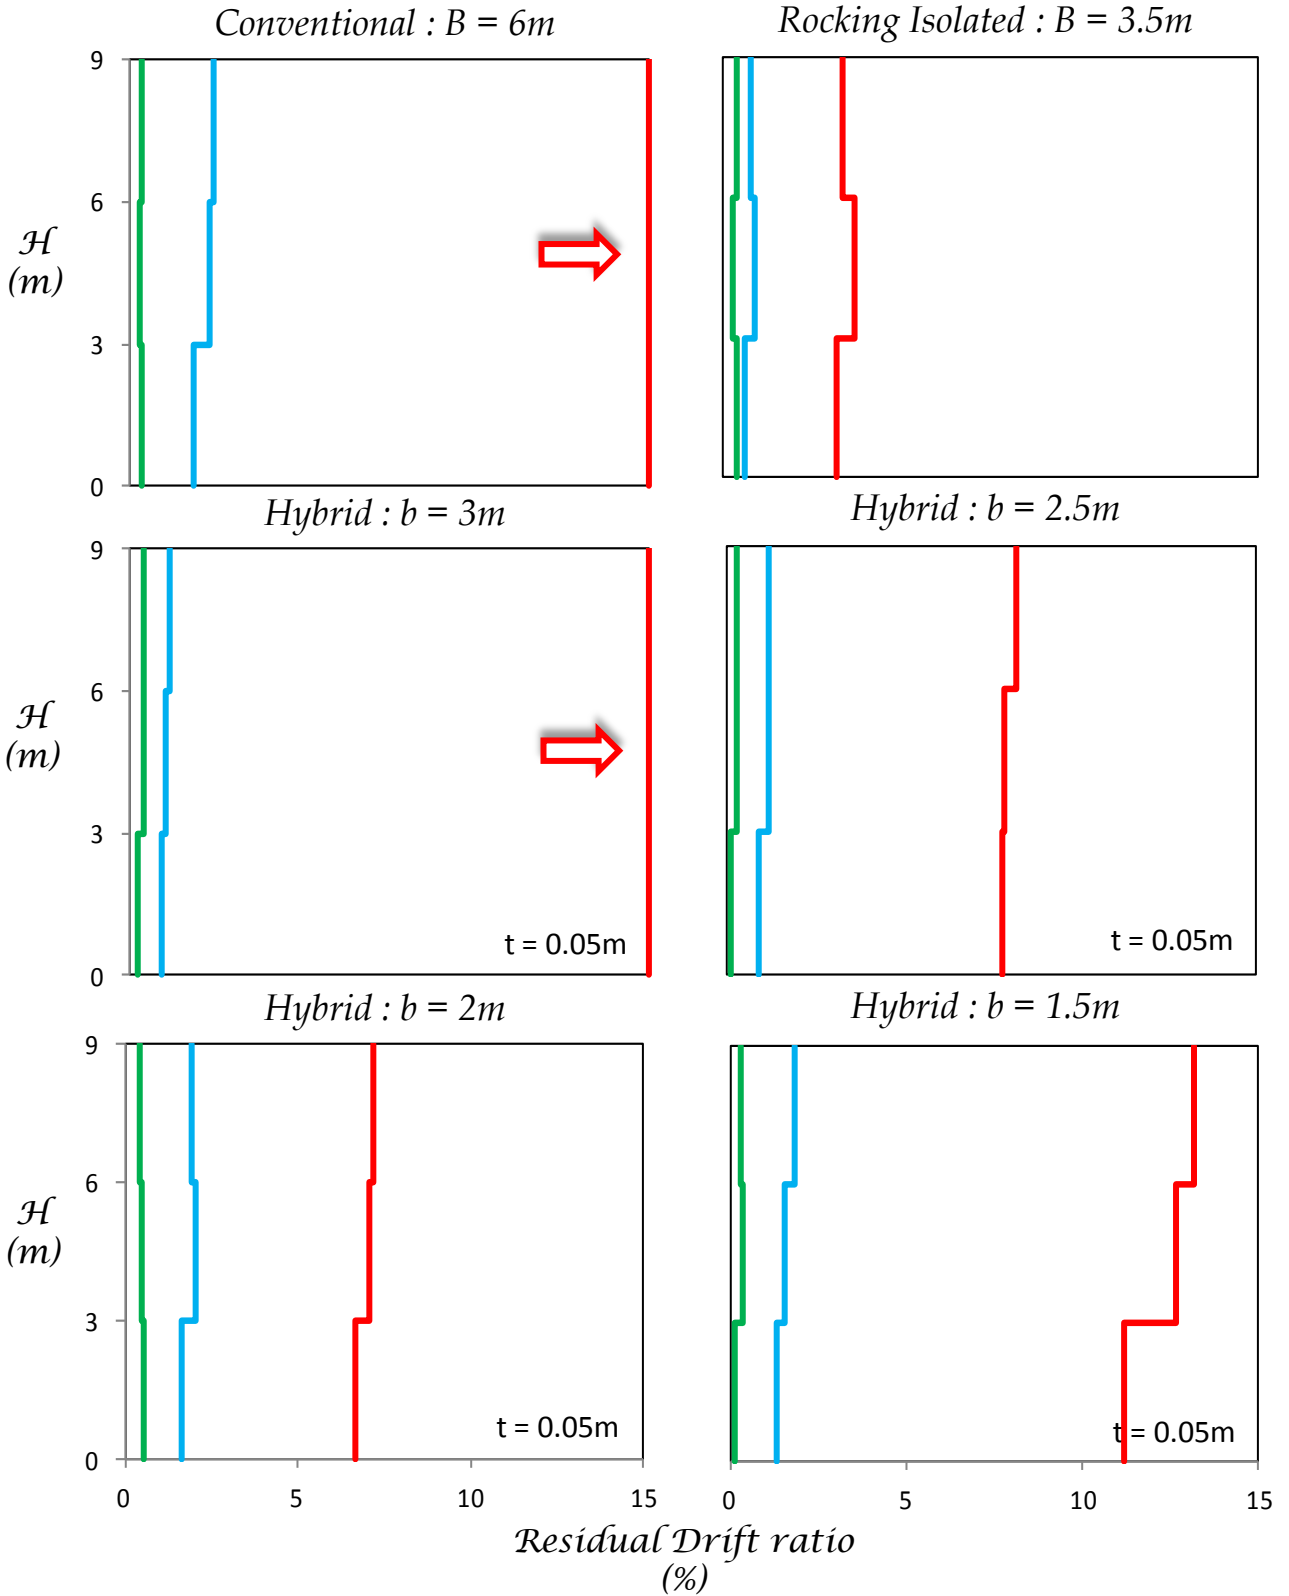 Conventional : B = 6m
Rocking Isolated : B = 3.5m
9
6
3
0
H
(m)
Hybrid : b = 3m
Hybrid : b = 2.5m
9
6
3
0
H
(m)
t = 0.05m
t = 0.05m
Hybrid : b = 2m
Hybrid : b = 1.5m
9
6
3
0
H
(m)
t = 0.05m
t = 0.05m
0 5 10 15
0 5 10 15
Residual Drift ratio
(%)